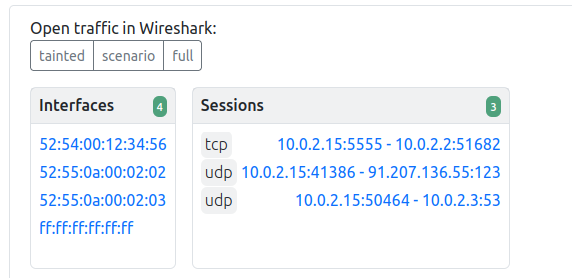 Open traffic in Wireshark:
tainted scenario full
Interfaces 4
52:54:00:12:34:56
52:55:0a:00:02:02
52:55:0a:00:02:03
ff:ff:ff:ff:ff:ff
Sessions 3
tcp 10.0.2.15:5555 - 10.0.2.2:51682
udp 10.0.2.15:41386 - 91.207.136.55:123
udp 10.0.2.15:50464 - 10.0.2.3:53